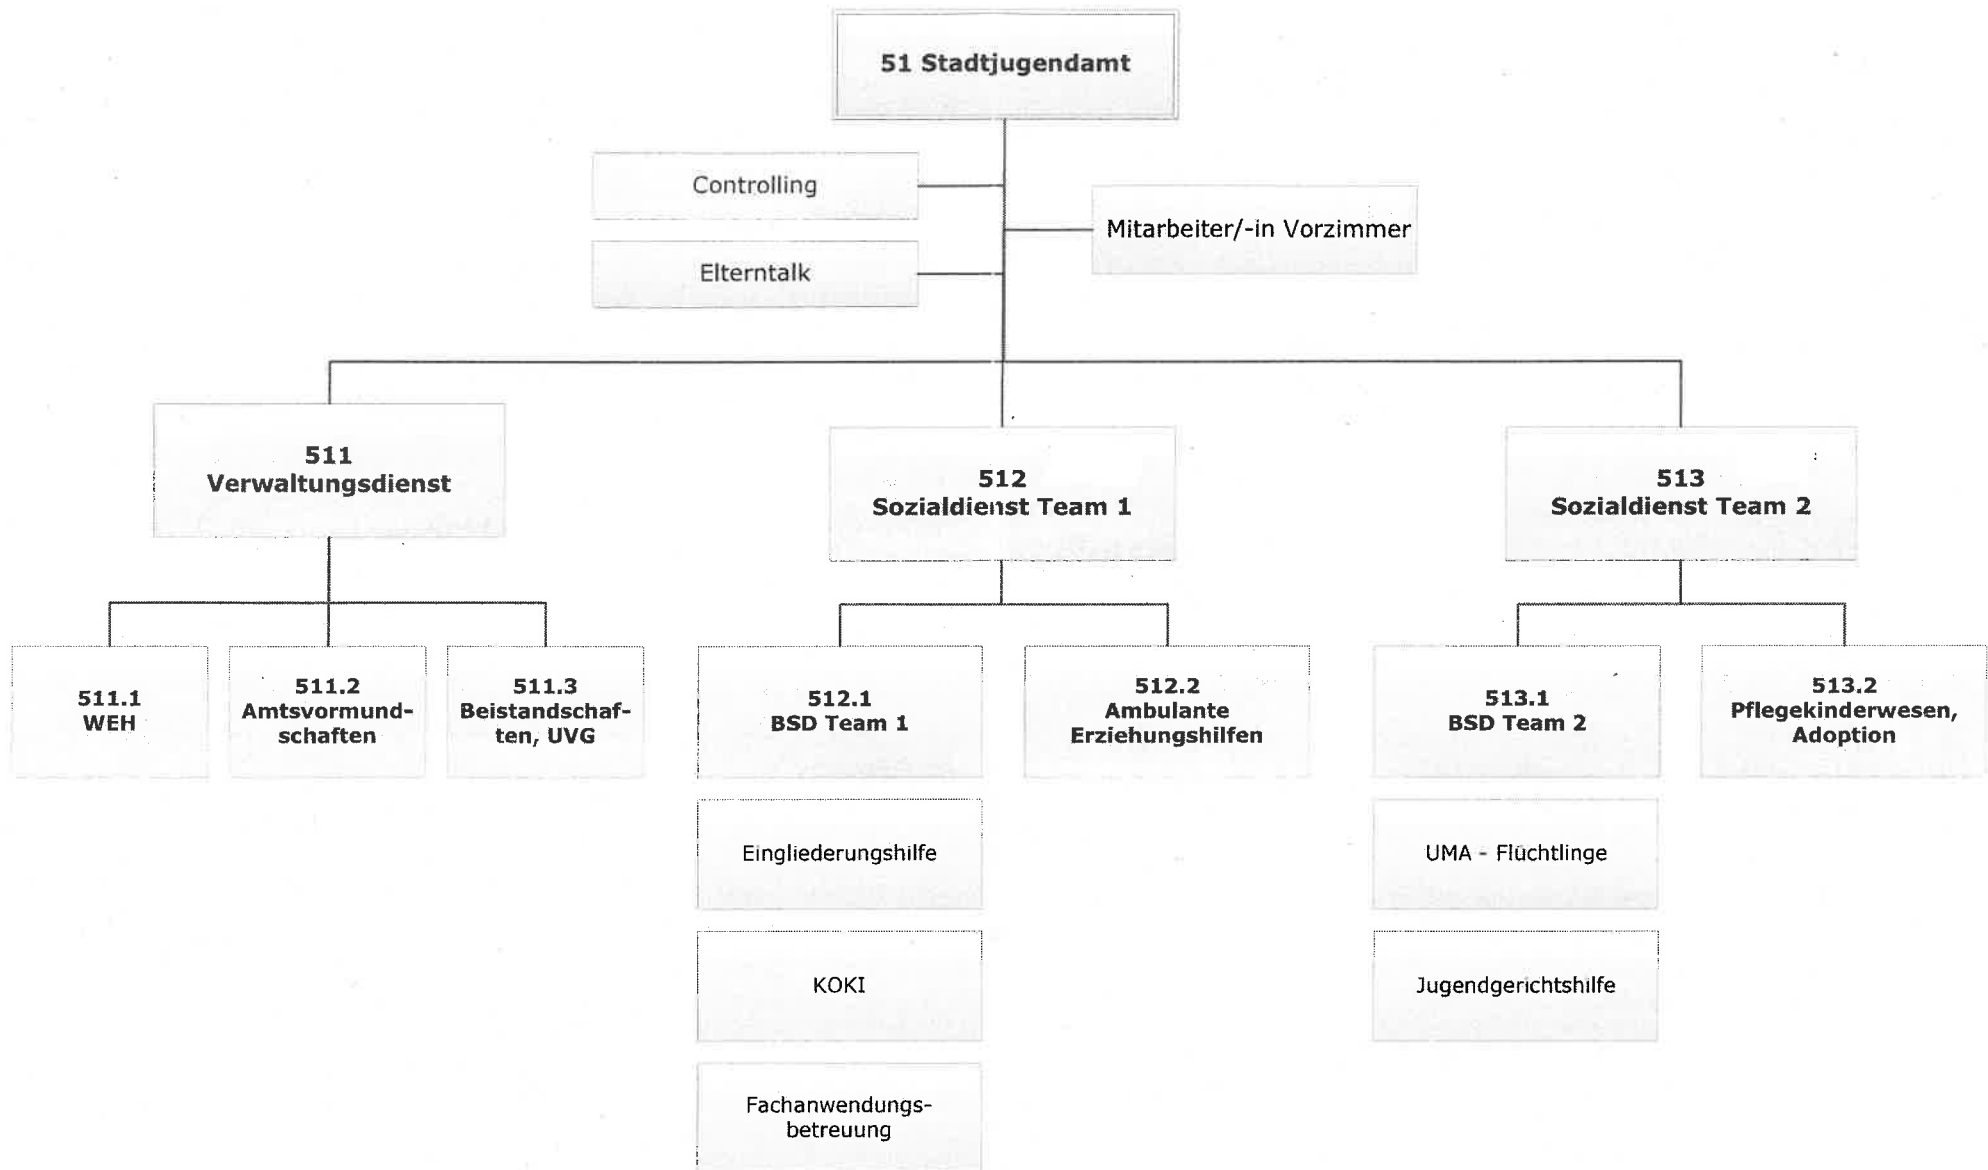 51 Stadtjugendamt
Controlling
Mitarbeiter/-in Vorzimmer
Elterntalk
511
Verwaltungsdienst
512
Sozialdienst Team 1
513
Sozialdienst Team 2
511.1
WEH
511.2
Amtsvormund-
schaften
511.3
Beistandschaf-
ten, UVG
512.1
BSD Team 1
512.2
Ambulante
Erziehungshilfen
513.1
BSD Team 2
513.2
Pflegekinderwesen,
Adoption
Eingliederungshilfe
UMA - Flüchtlinge
KOKI
Jugendgerichtshilfe
Fachanwendungs-
betreuung